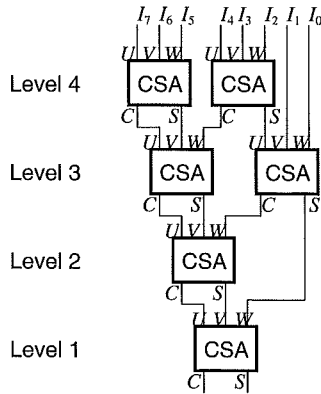 I7 I6 I5 I4 I3 I2 I1 I0
U V W U V W
Level 4 CSA CSA
C S C S
U V W U V W
Level 3 CSA CSA
C S C S
U V W
Level 2 CSA
C S
U V W
Level 1 CSA
C S